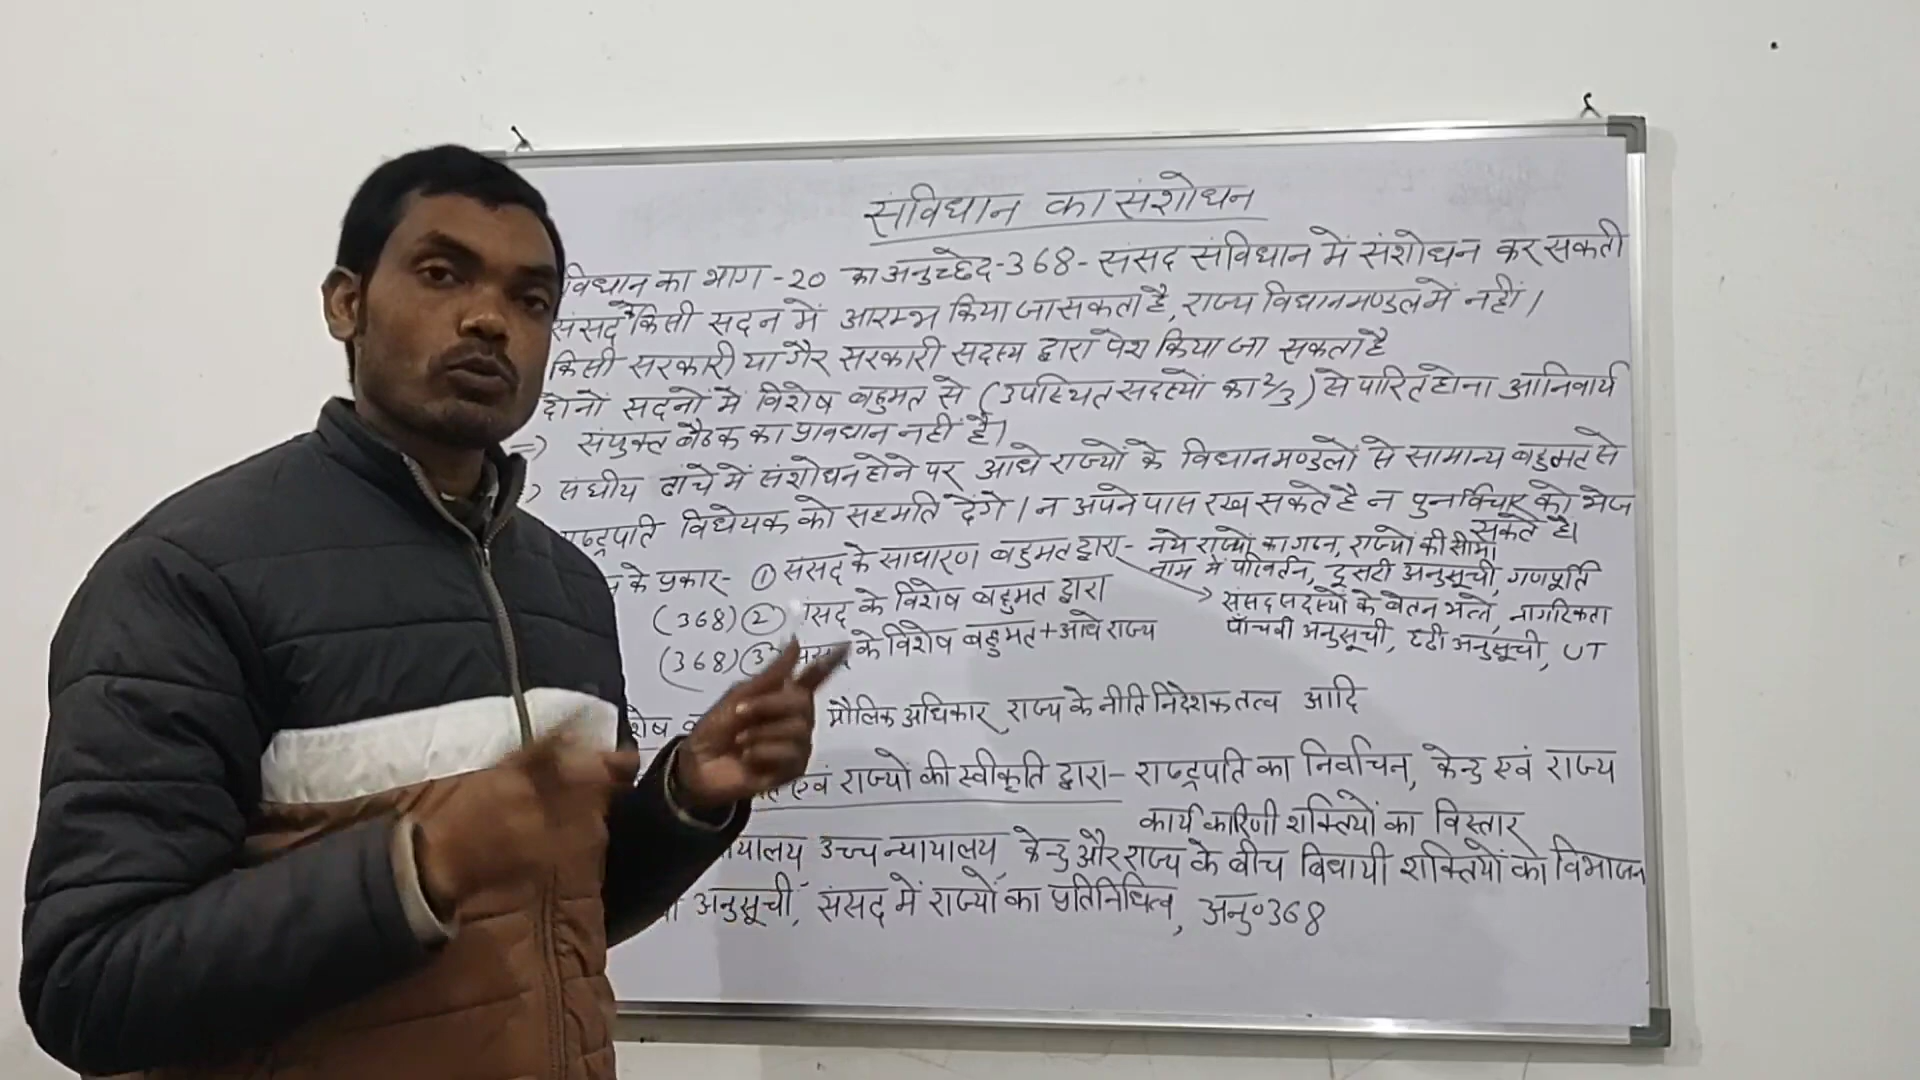 संविधान का संशोधन
विधान का भाग-२० का अनुच्छेद-368- संसद संविधान में संशोधन कर सकती
संसद के किसी सदन में आरम्भ किया जा सकता है, राज्य विधानमण्डल में नहीं।
किसी सरकारी या गैर सरकारी सदस्य द्वारा पेश किया जा सकता है
दोनों सदनों में विशेष बहुमत से (उपस्थित सदस्यों का 2/3) से पारित होना अनिवार्य
=> संयुक्त बैठक का प्रावधान नहीं है।
संघीय ढांचे में संशोधन होने पर आधे राज्यों के विधानमण्डलों से सामान्य बहुमत से
राष्ट्रपति विधेयक को सहमति देंगे। न अपने पास रख सकते है न पुनर्विचार को भेज
सकते है।
के प्रकार- ① संसद के साधारण बहुमत द्वारा- नये राज्यों का गठन, राज्यों की सीमा
नाम में परिवर्तन, दूसरी अनुसूची, गणपूर्ति
संसद सदस्यों के वेतन भत्ते, नागरिकता
पाँचवी अनुसूची, छठी अनुसूची, UT
(368) ② संसद के विशेष बहुमत द्वारा
(368) ③ संसद के विशेष बहुमत + आधे राज्य
मौलिक अधिकार, राज्य के नीति निदेशक तत्व आदि
एवं राज्यों की स्वीकृति द्वारा- राष्ट्रपति का निर्वाचन, केन्द्र एवं राज्य
कार्यकारिणी शक्तियों का विस्तार
यालय, उच्च न्यायालय, केन्द्र और राज्य के बीच विधायी शक्तियों का विभाजन
अनुसूची, संसद में राज्यों का प्रतिनिधित्व, अनु०368